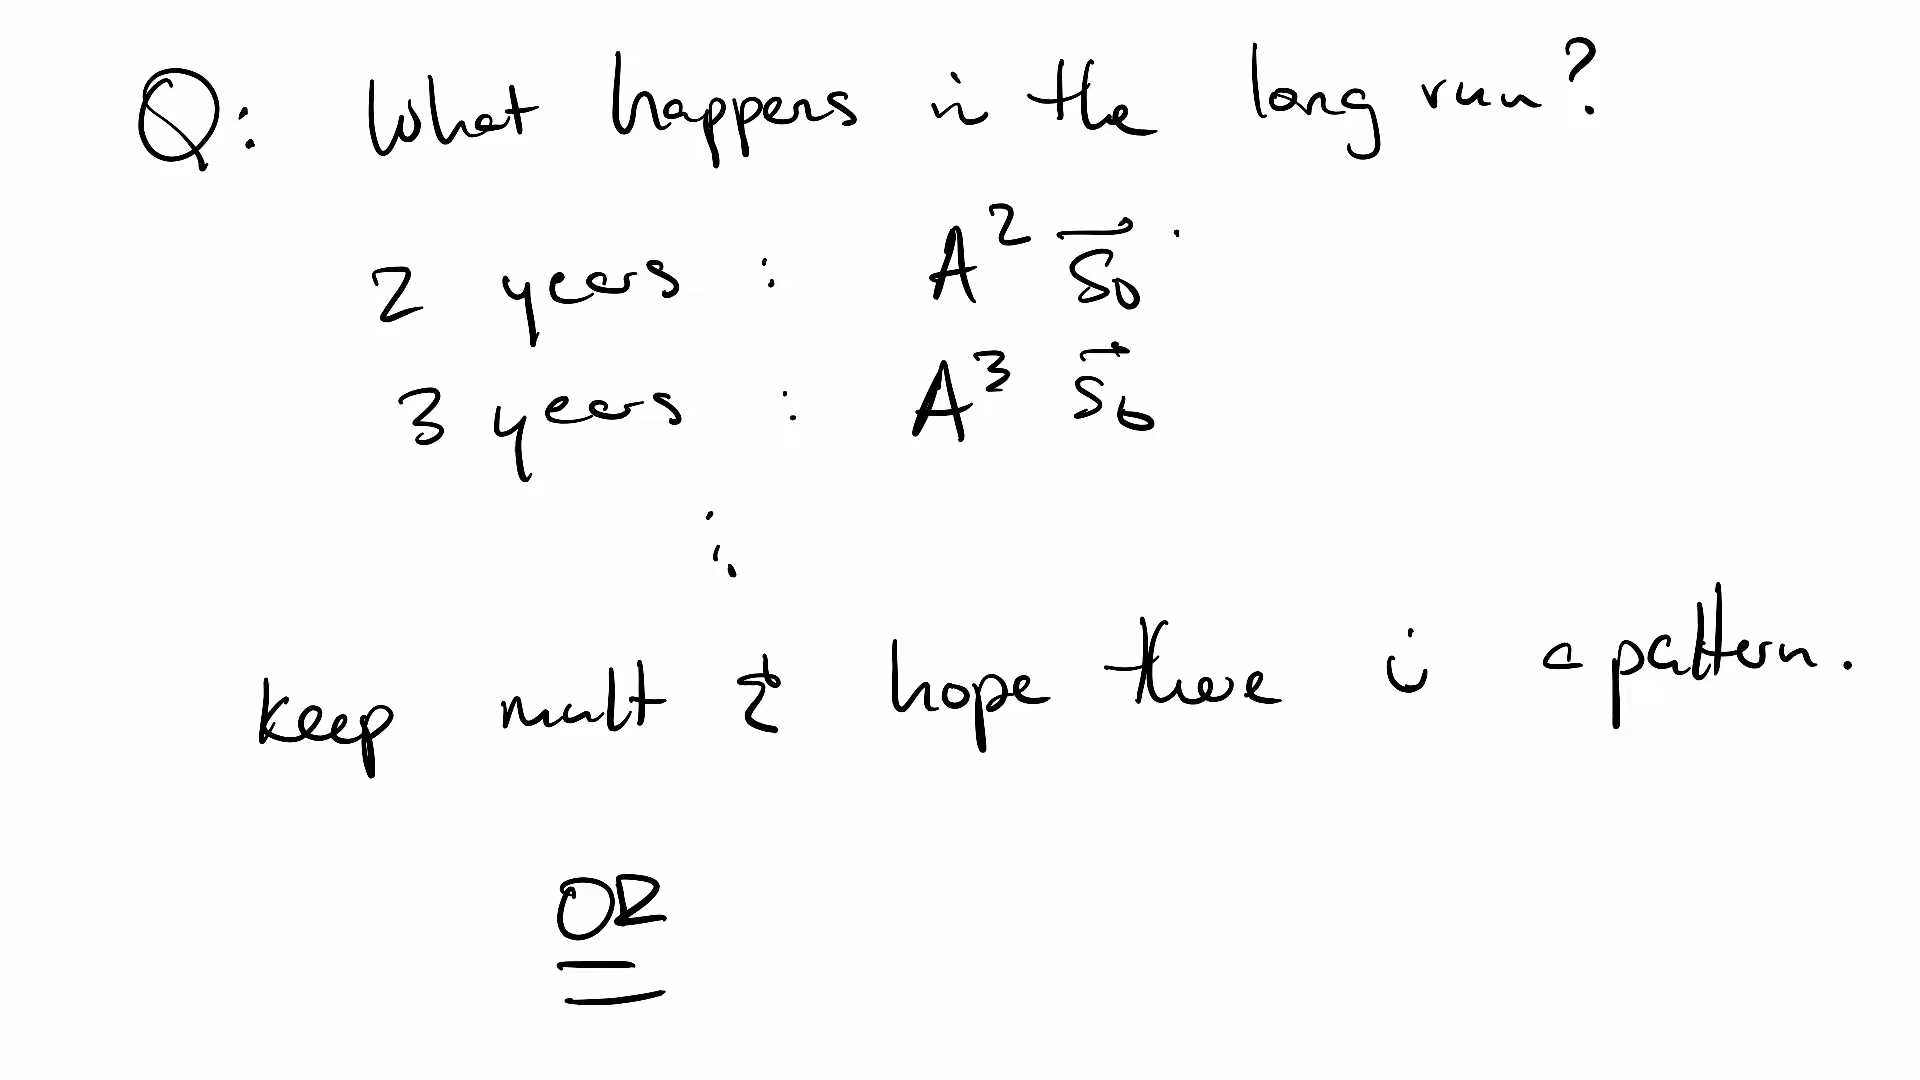 Q: What happens in the long run?
2 years : A² s⃗₀
3 years : A³ s⃗₀
⋮
keep mult & hope there is a pattern.
OR